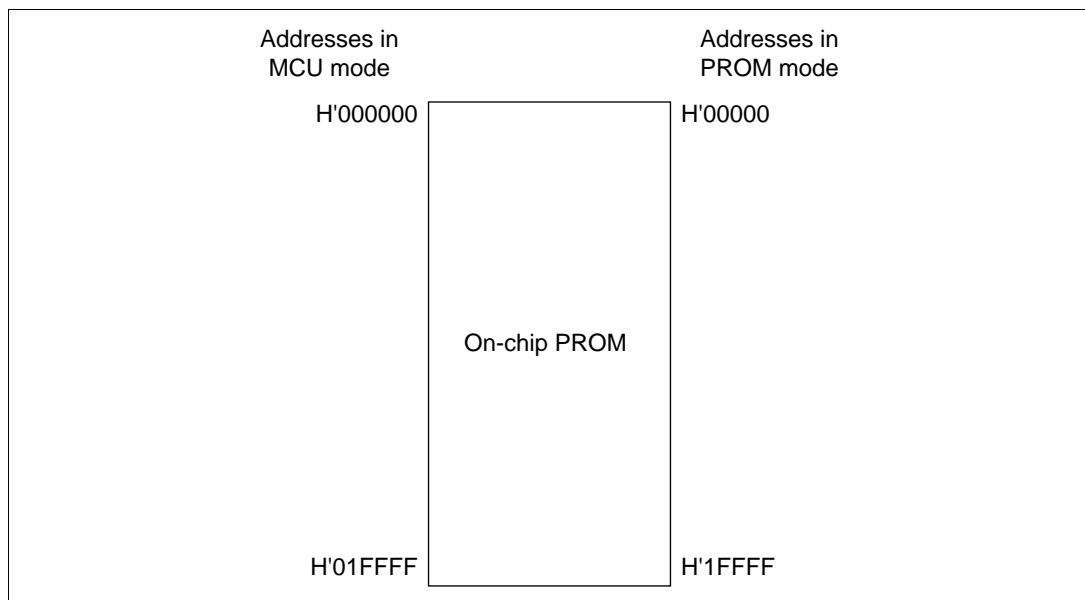 Addresses in
MCU mode
Addresses in
PROM mode
H'000000
H'00000
On-chip PROM
H'01FFFF
H'1FFFF